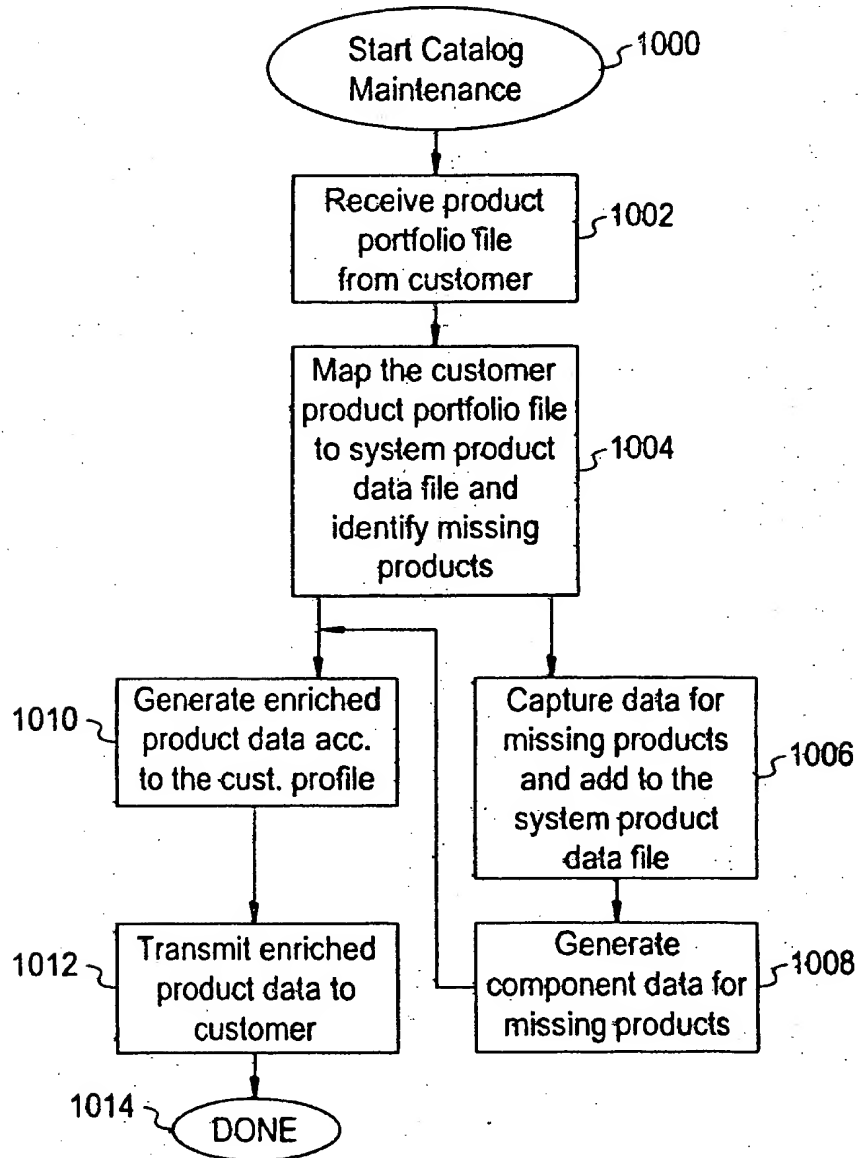 Start Catalog
Maintenance
1000
Receive product
portfolio file
from customer
1002
Map the customer
product portfolio file
to system product
data file and
identify missing
products
1004
1010
Generate enriched
product data acc.
to the cust. profile
Capture data for
missing products
and add to the
system product
data file
1006
1012
Transmit enriched
product data to
customer
Generate
component data for
missing products
1008
1014
DONE